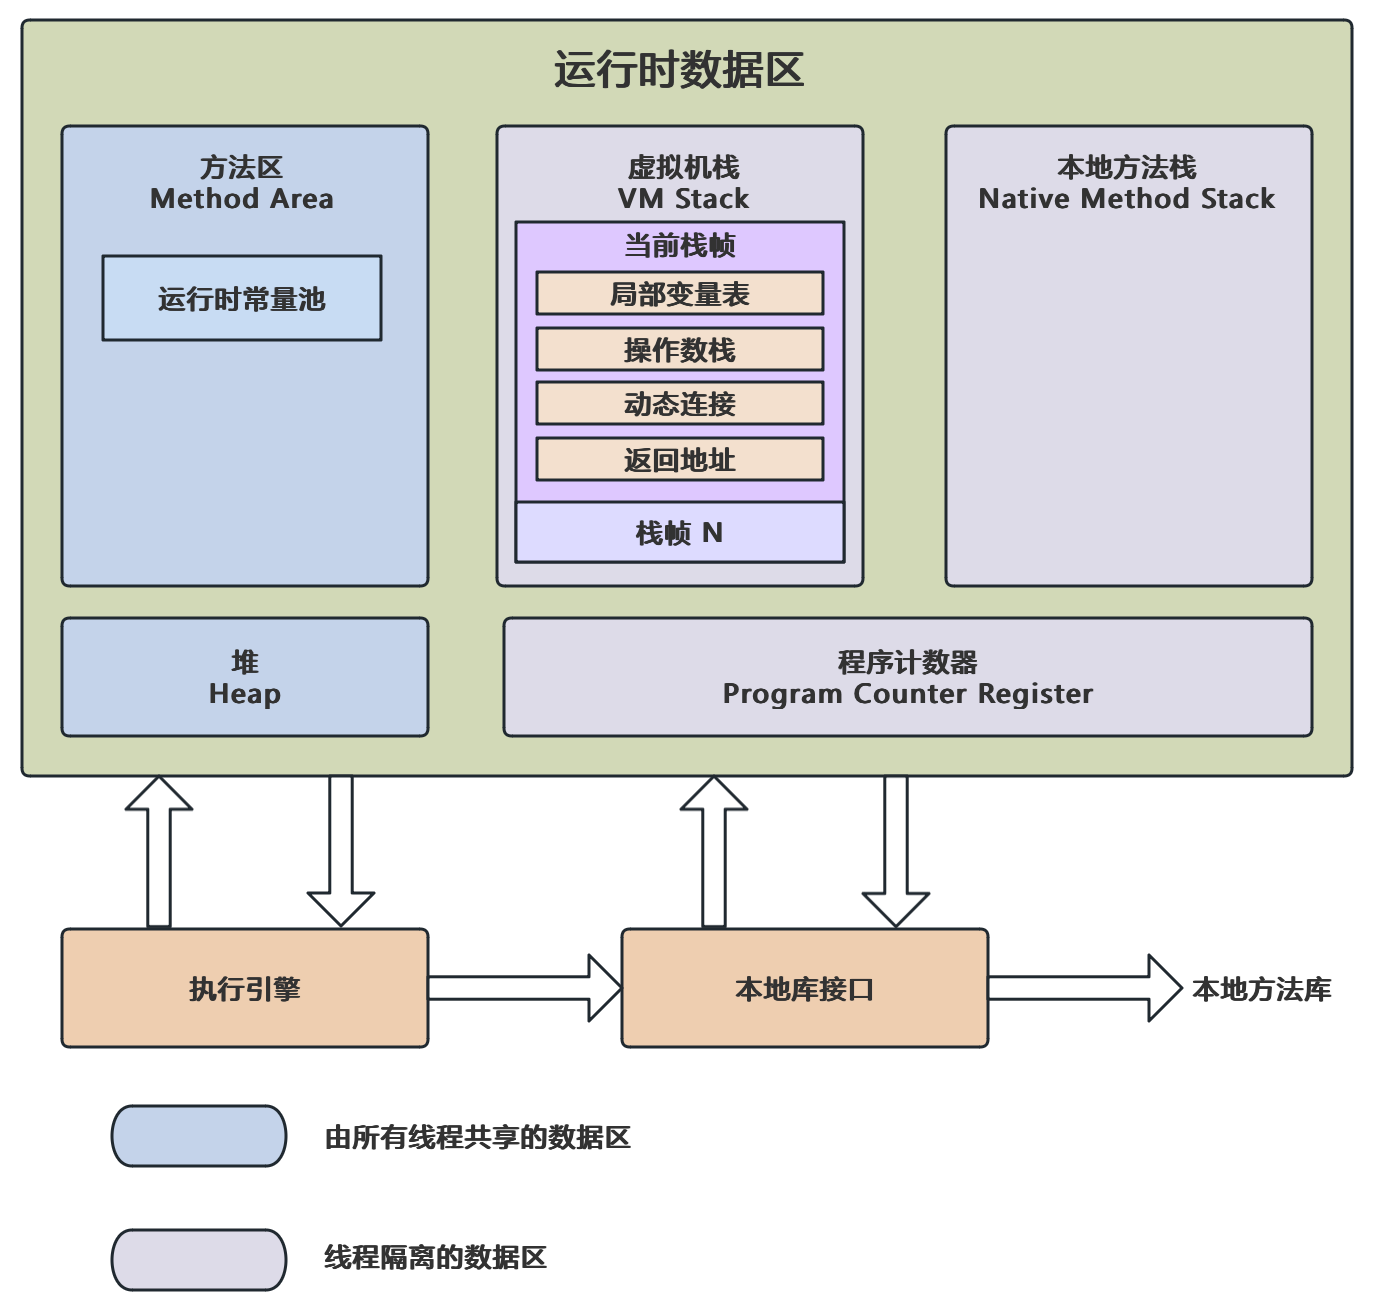 运行时数据区
方法区
Method Area
运行时常量池
虚拟机栈
VM Stack
当前栈帧
局部变量表
操作数栈
动态连接
返回地址
栈帧 N
本地方法栈
Native Method Stack
堆
Heap
程序计数器
Program Counter Register
执行引擎
本地库接口
本地方法库
由所有线程共享的数据区
线程隔离的数据区